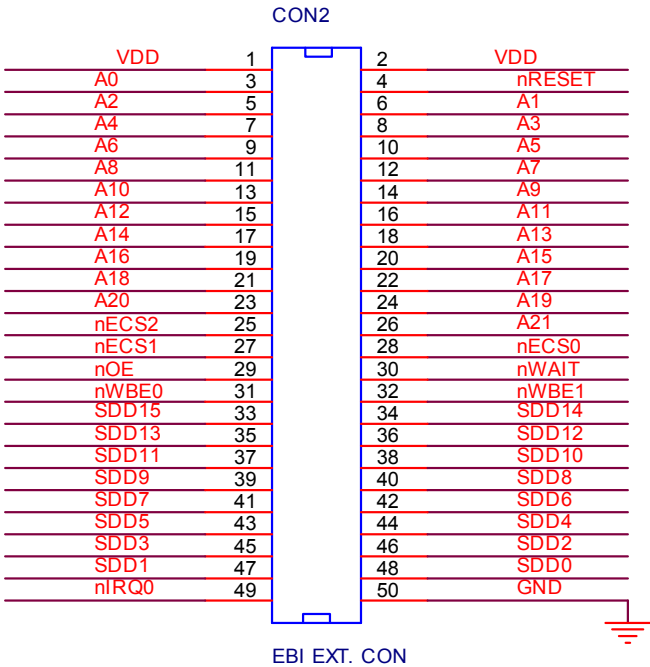 CON2
VDD 1 2 VDD
A0 3 4 nRESET
A2 5 6 A1
A4 7 8 A3
A6 9 10 A5
A8 11 12 A7
A10 13 14 A9
A12 15 16 A11
A14 17 18 A13
A16 19 20 A15
A18 21 22 A17
A20 23 24 A19
nECS2 25 26 A21
nECS1 27 28 nECS0
nOE 29 30 nWAIT
nWBE0 31 32 nWBE1
SDD15 33 34 SDD14
SDD13 35 36 SDD12
SDD11 37 38 SDD10
SDD9 39 40 SDD8
SDD7 41 42 SDD6
SDD5 43 44 SDD4
SDD3 45 46 SDD2
SDD1 47 48 SDD0
nIRQ0 49 50 GND
EBI EXT. CON